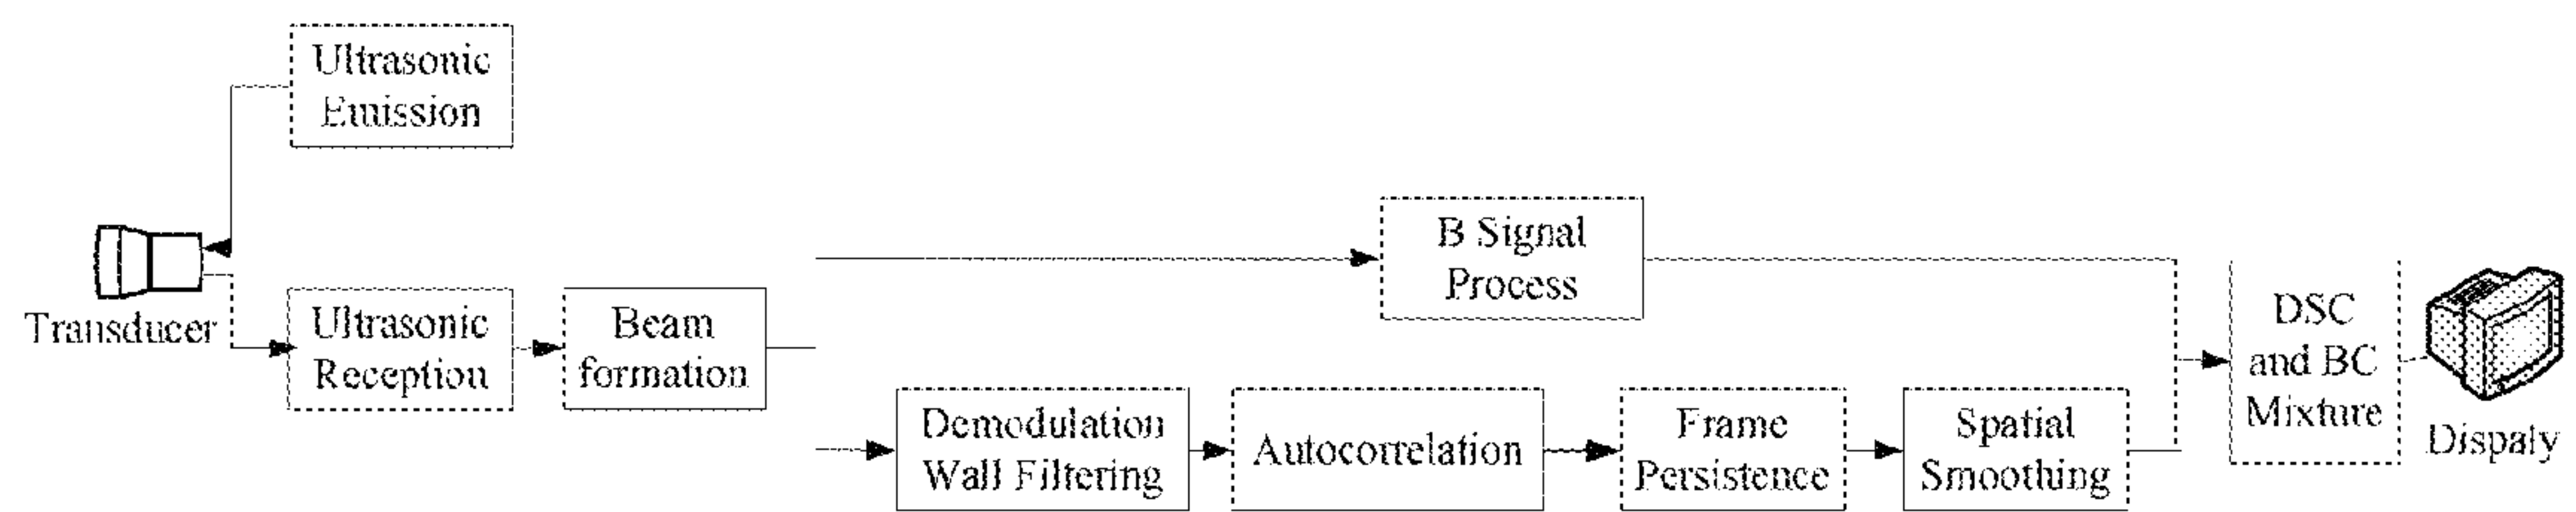 Ultrasonic
Emission
Transducer
Ultrasonic
Reception
Beam
formation
B Signal
Process
Demodulation
Wall Filtering
Autocorrelation
Frame
Persistence
Spatial
Smoothing
DSC
and BC
Mixture
Dispaly